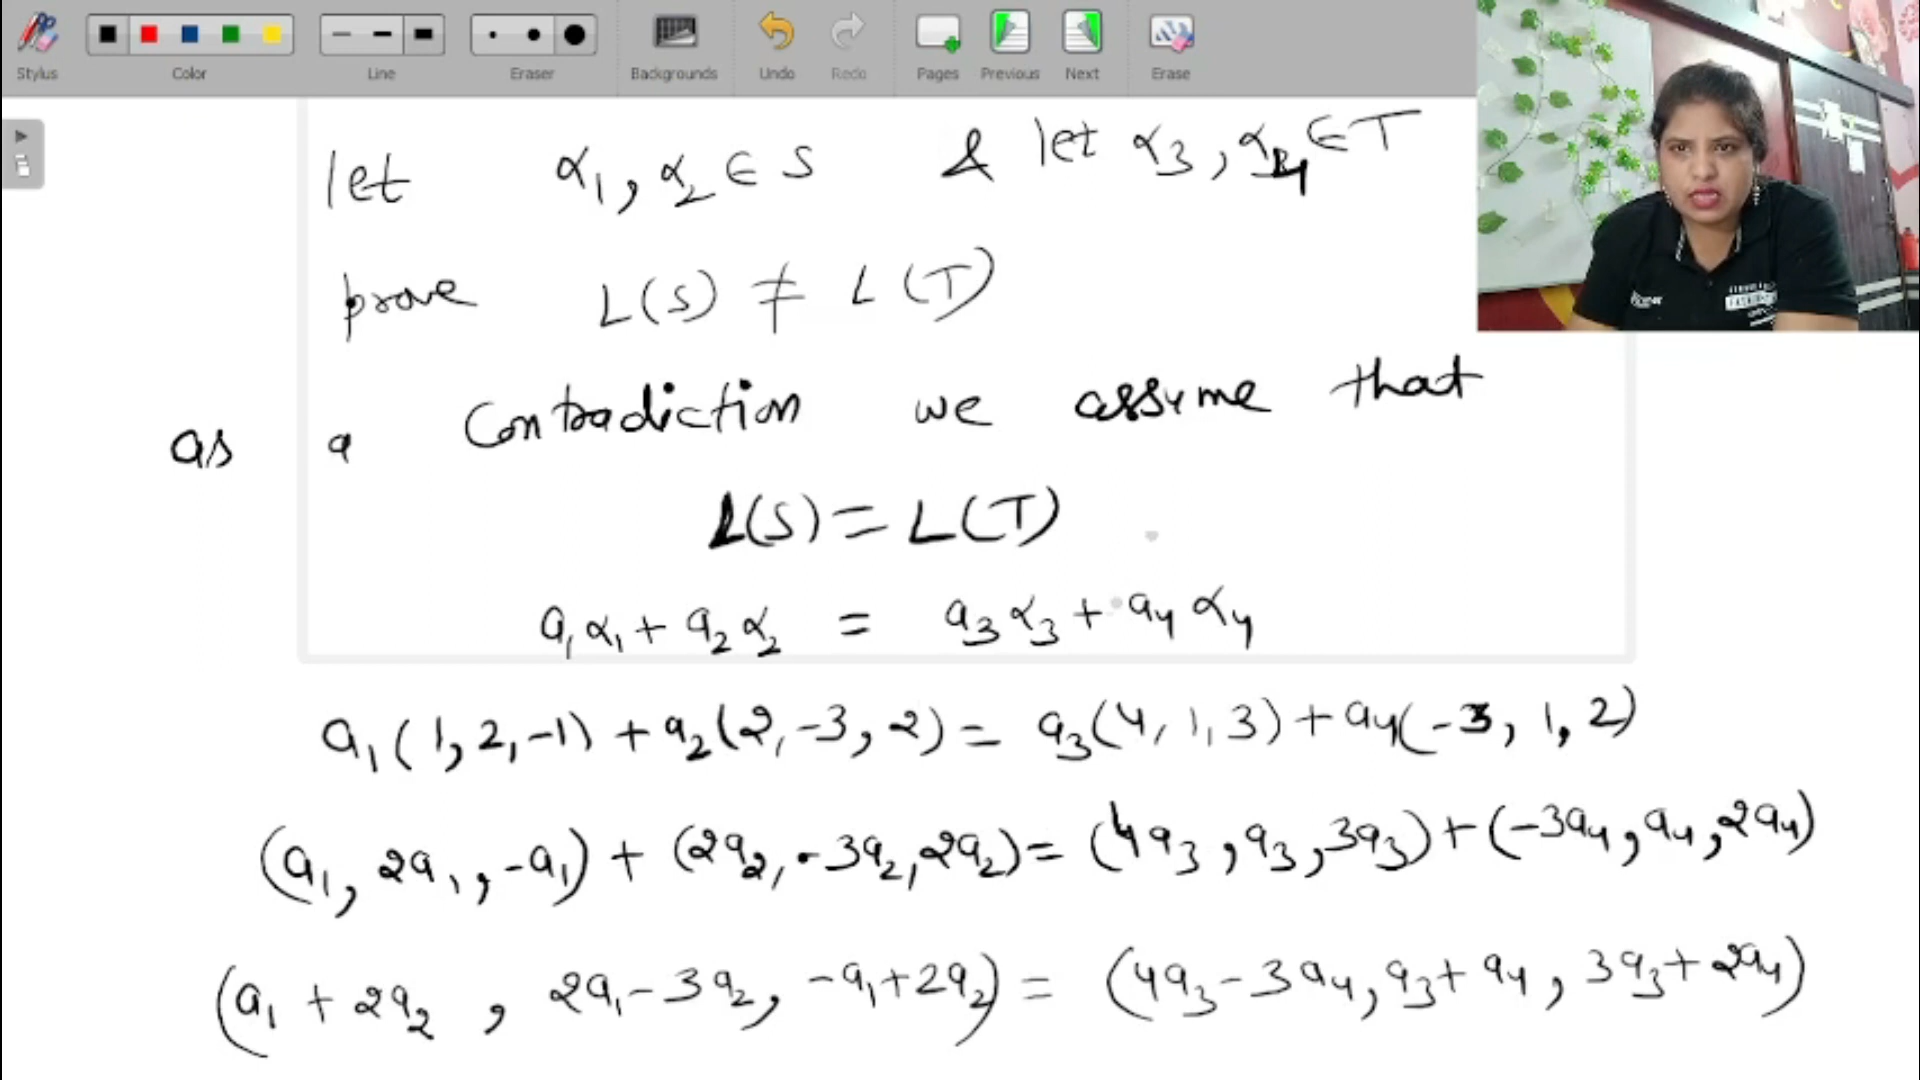 Stylus Color Line Eraser Backgrounds Undo Redo Pages Previous Next Erase
let α₁, α₂ ∈ S & let α₃, α₄ ∈ T
prove L(S) ≠ L(T)
as a Contradiction we assume that
L(S) = L(T)
a₁α₁ + a₂α₂ = a₃α₃ + a₄α₄
a₁(1, 2, -1) + a₂(2, -3, 2) = a₃(4, 1, 3) + a₄(-3, 1, 2)
(a₁, 2a₁, -a₁) + (2a₂, -3a₂, 2a₂) = (4a₃, a₃, 3a₃) + (-3a₄, a₄, 2a₄)
(a₁ + 2a₂, 2a₁ - 3a₂, -a₁ + 2a₂) = (4a₃ - 3a₄, a₃ + a₄, 3a₃ + 2a₄)